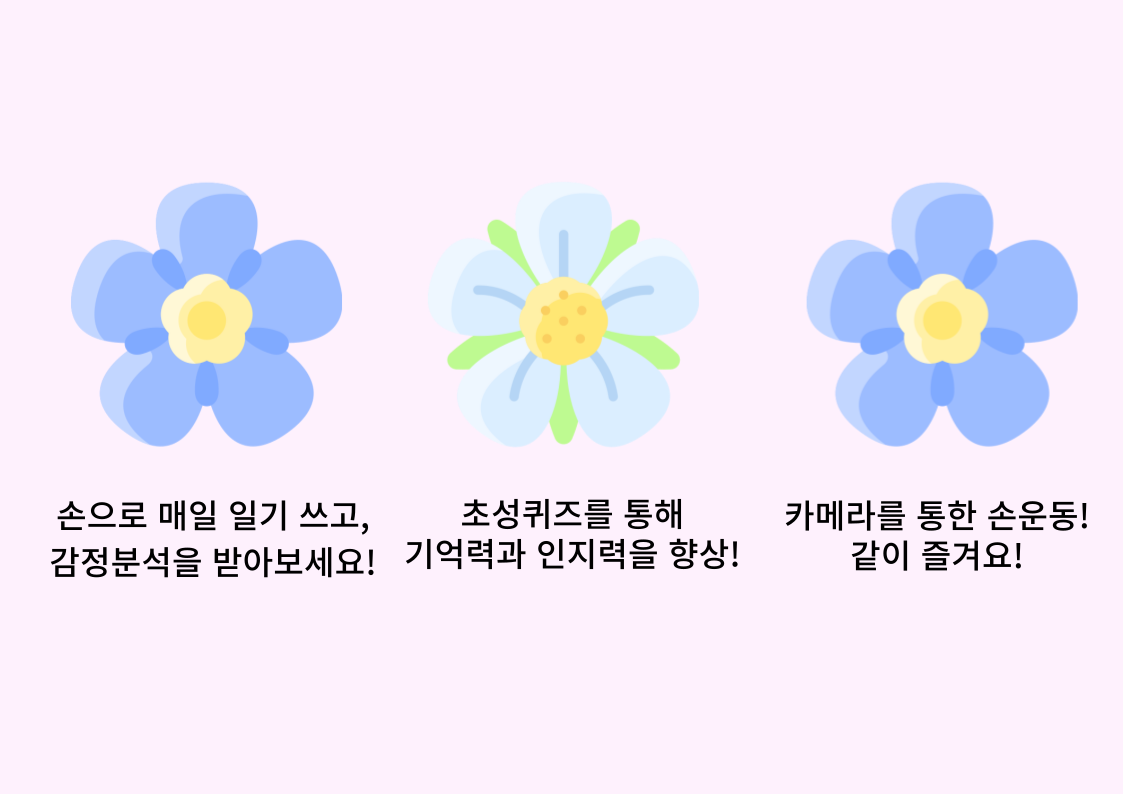 손으로 매일 일기 쓰고,
감정분석을 받아보세요!
초성퀴즈를 통해
기억력과 인지력을 향상!
카메라를 통한 손운동!
같이 즐겨요!